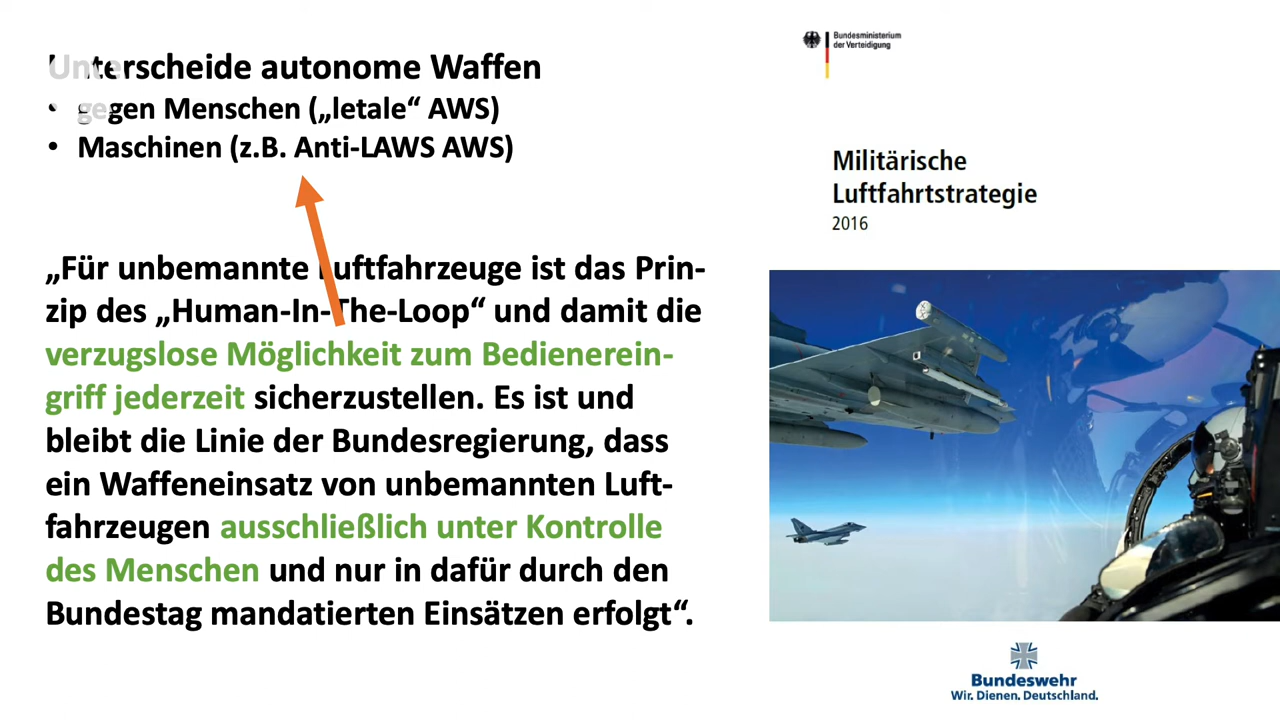 Unterscheide autonome Waffen
• gegen Menschen („letale“ AWS)
• Maschinen (z.B. Anti-LAWS AWS)
„Für unbemannte Luftfahrzeuge ist das Prin-
zip des „Human-In-The-Loop“ und damit die
verzugslose Möglichkeit zum Bedienerein-
griff jederzeit sicherzustellen. Es ist und
bleibt die Linie der Bundesregierung, dass
ein Waffeneinsatz von unbemannten Luft-
fahrzeugen ausschließlich unter Kontrolle
des Menschen und nur in dafür durch den
Bundestag mandatierten Einsätzen erfolgt“.
Bundesministerium
der Verteidigung
Militärische
Luftfahrtstrategie
2016
Bundeswehr
Wir. Dienen. Deutschland.